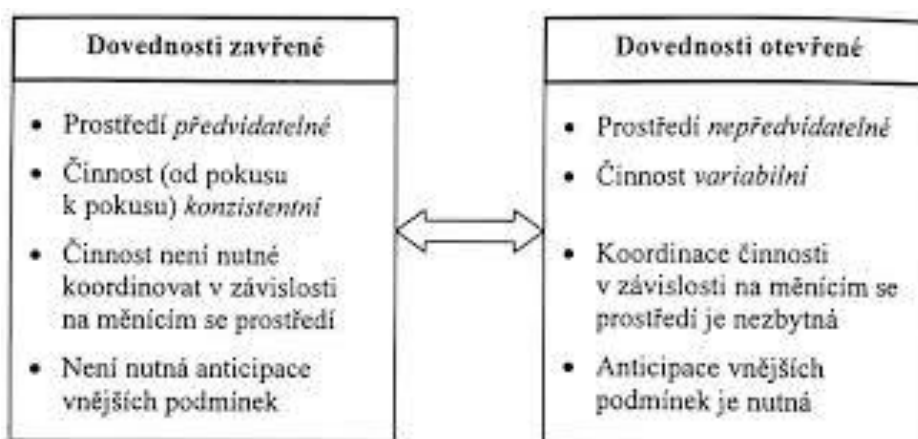 Dovednosti zavřené
• Prostředí předvidatelné
• Činnost (od pokusu
k pokusu) konzistentní
• Činnost není nutné
koordinovat v závislosti
na měnícím se prostředí
• Není nutná anticipace
vnějších podmínek
Dovednosti otevřené
• Prostředí nepředvidatelné
• Činnost variabilní
• Koordinace činnosti
v závislosti na měnícím se
prostředí je nezbytná
• Anticipace vnějších
podmínek je nutná